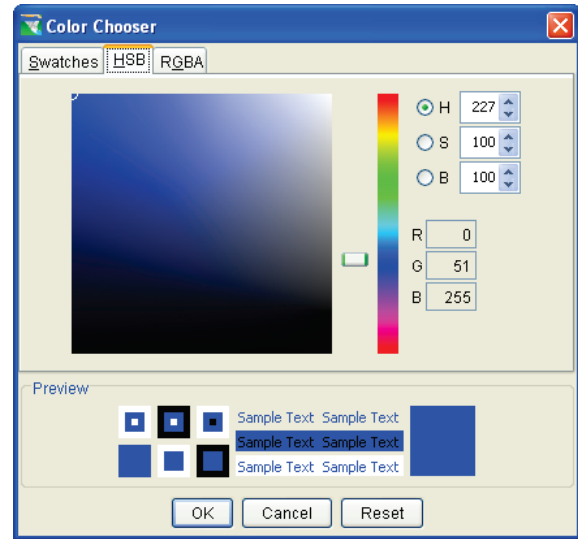 Color Chooser
Swatches HSB RGBA
H 227
S 100
B 100
R 0
G 51
B 255
Preview
Sample Text Sample Text
Sample Text Sample Text
Sample Text Sample Text
OK Cancel Reset